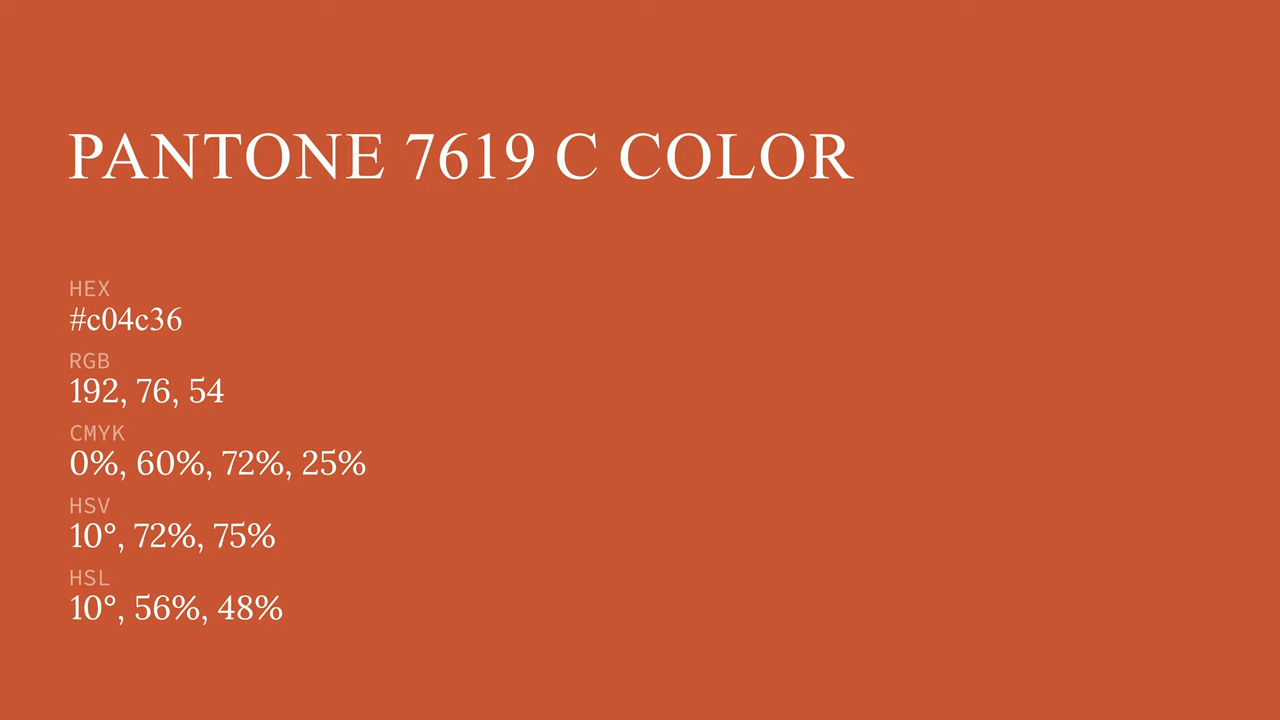 PANTONE 7619 C COLOR
HEX
#c04c36
RGB
192, 76, 54
CMYK
0%, 60%, 72%, 25%
HSV
10°, 72%, 75%
HSL
10°, 56%, 48%